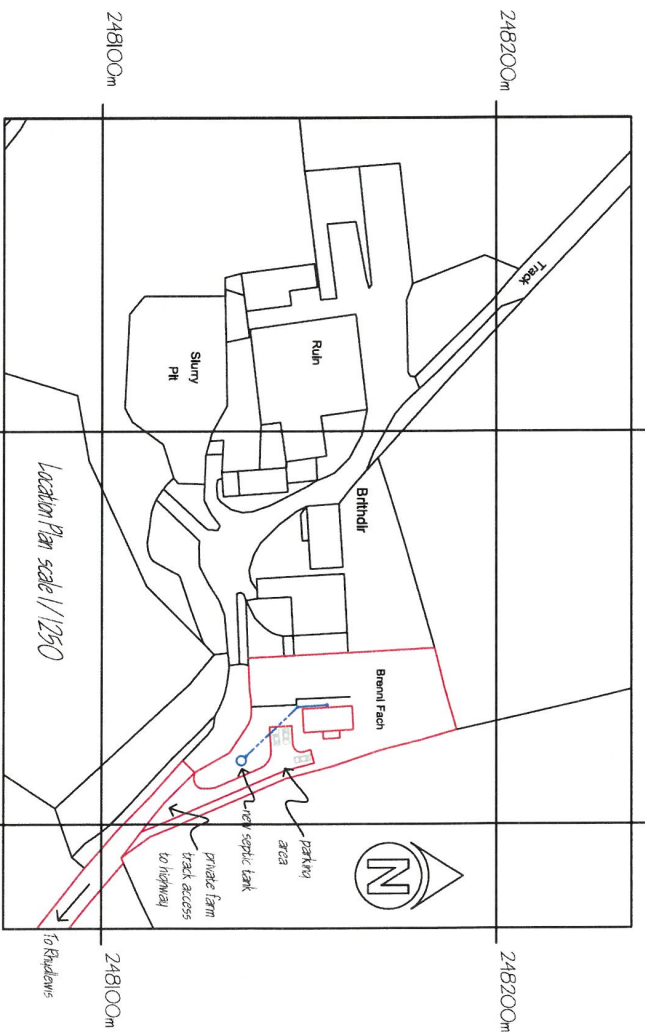 248100m
248200m
Track
Ruin
Slurry
Pit
Brithdir
Location Plan scale 1/1250
Brenni Fach
parking
area
new septic tank
private farm
track access
to highway
N
To Rhydlewis
248100m
248200m